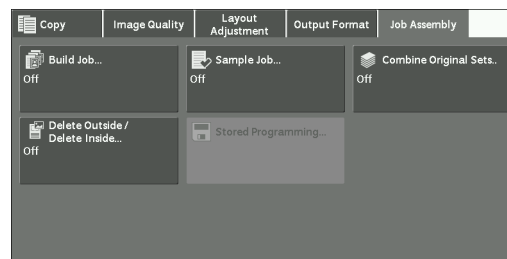 Copy
Image Quality
Layout
Adjustment
Output Format
Job Assembly
Build Job...
Off
Sample Job...
Off
Combine Original Sets..
Off
Delete Outside /
Delete Inside...
Off
Stored Programming...